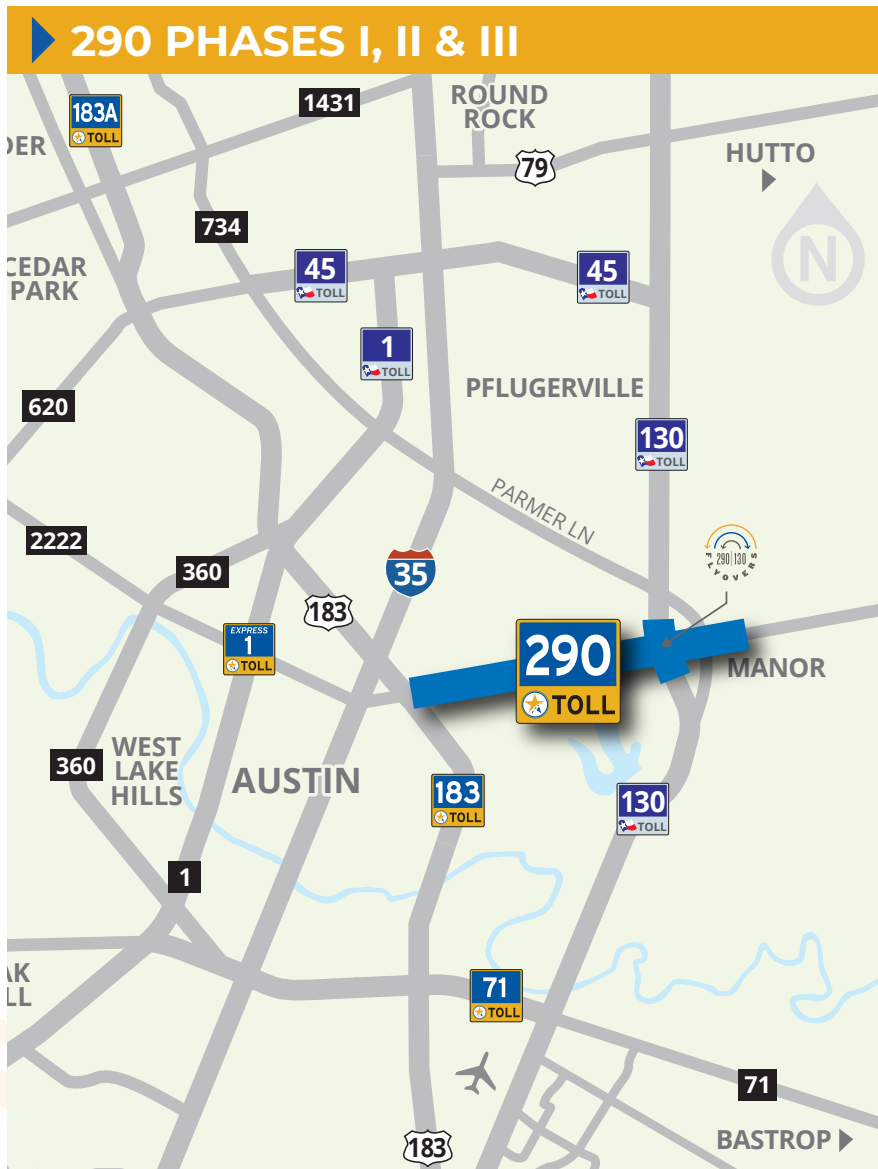 290 PHASES I, II & III
183A
TOLL
1431
ROUND
ROCK
DER
79
HUTTO
734
N
CEDAR
PARK
45
TOLL
45
TOLL
1
TOLL
PFLUGERVILLE
620
130
TOLL
PARMER LN
2222
360
35
290|130
FLYOVERS
183
EXPRESS
1
TOLL
290
TOLL
MANOR
WEST
LAKE
HILLS
360
AUSTIN
183
TOLL
130
TOLL
1
AK
LL
71
TOLL
71
183
BASTROP